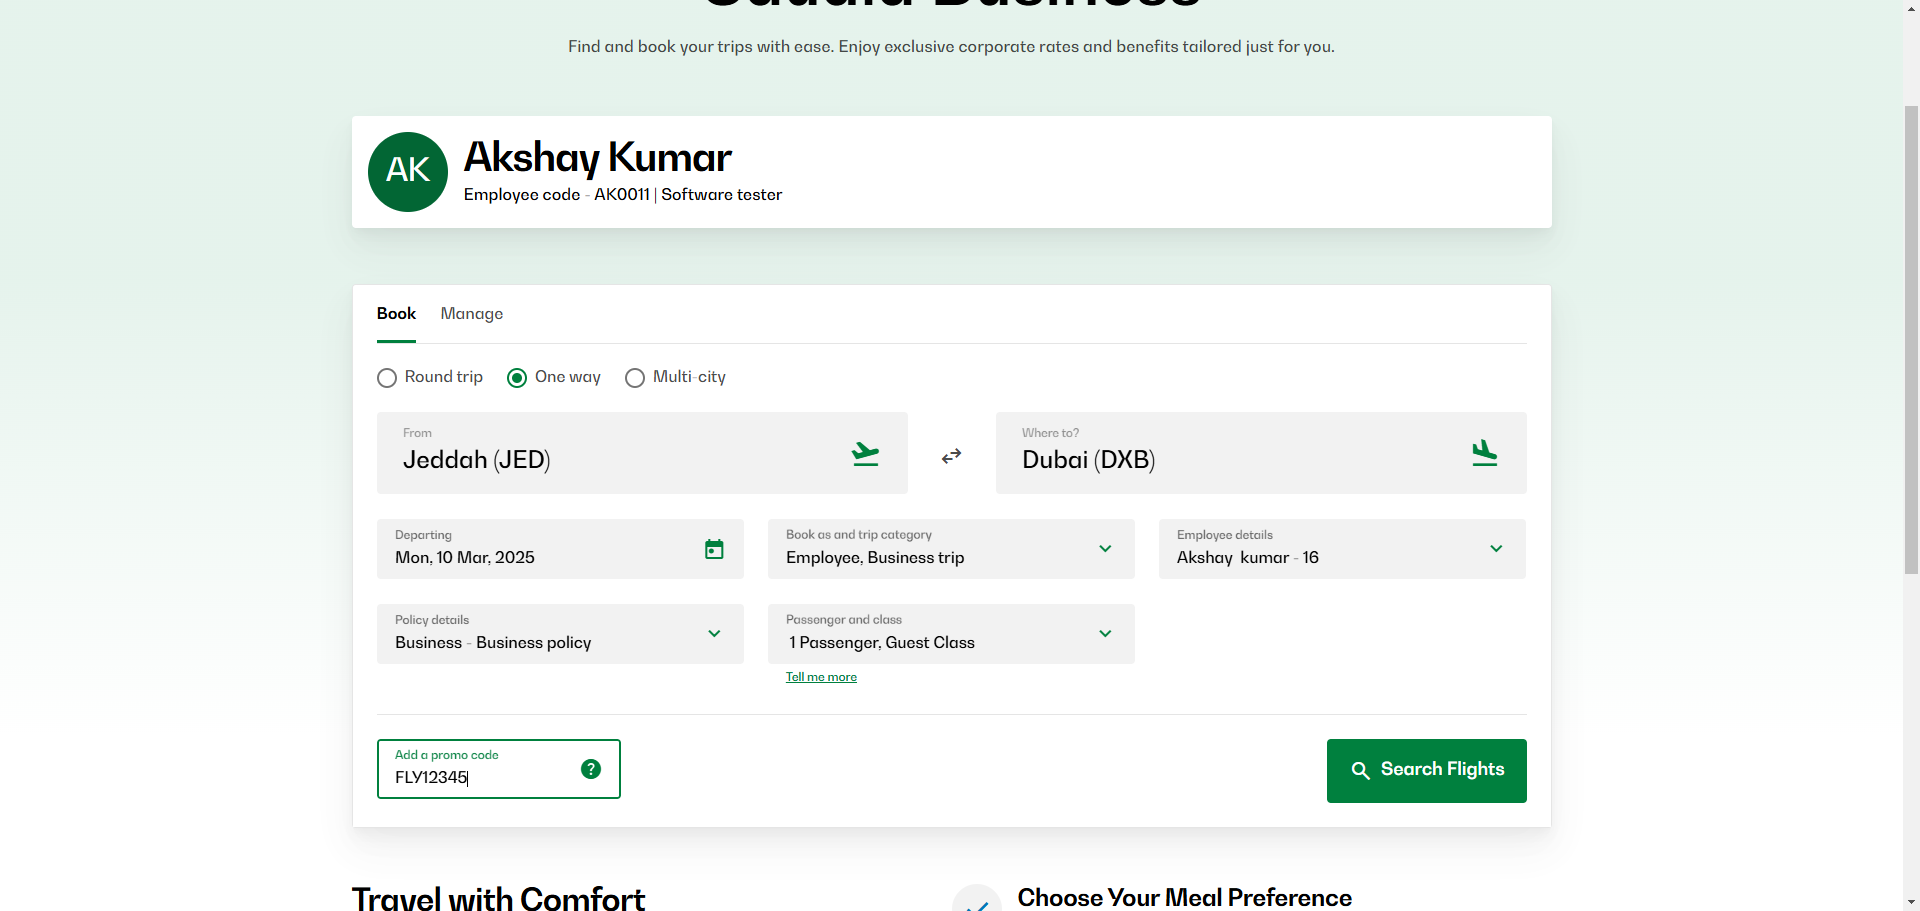 Saudia Business
Find and book your trips with ease. Enjoy exclusive corporate rates and benefits tailored just for you.
AK
Akshay Kumar
Employee code - AK0011 | Software tester
Book Manage
Round trip One way Multi-city
From
Jeddah (JED)
Where to?
Dubai (DXB)
Departing
Mon, 10 Mar, 2025
Book as and trip category
Employee, Business trip
Employee details
Akshay kumar - 16
Policy details
Business - Business policy
Passenger and class
1 Passenger, Guest Class
Tell me more
Add a promo code
FLY12345
?
Search Flights
Travel with Comfort
Choose Your Meal Preference